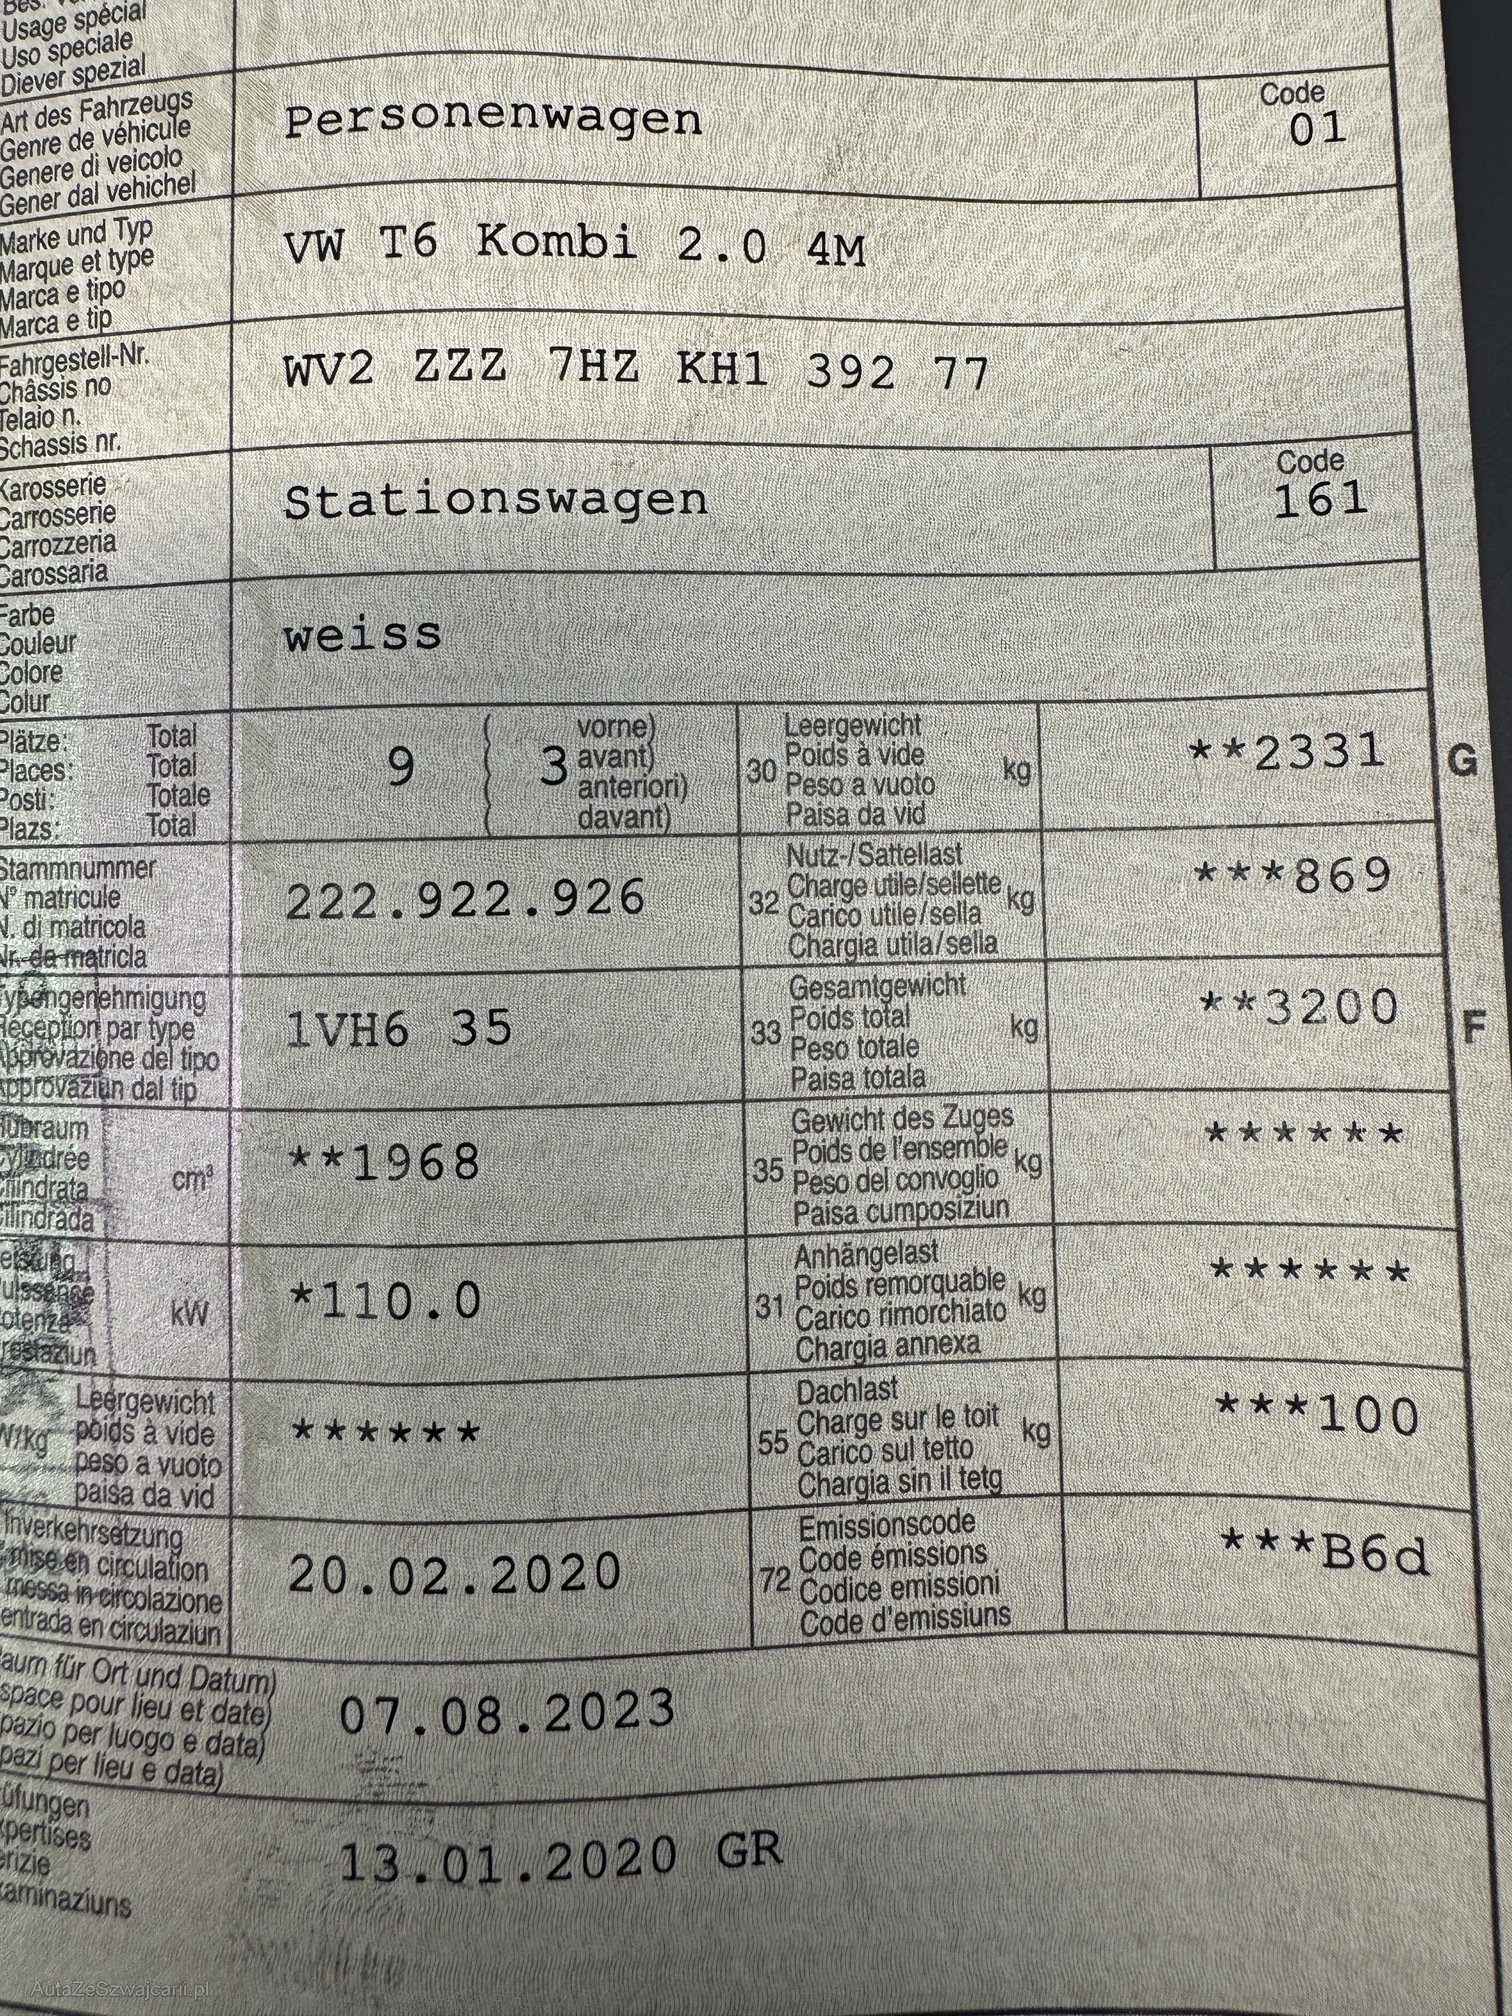 Usage spécial
Uso speciale
Diever spezial
Art des Fahrzeugs
Genre de véhicule
Genere di veicolo
Gener dal vehichel
Personenwagen
Code
01
Marke und Typ
Marque et type
Marca e tipo
Marca e tip
VW T6 Kombi 2.0 4M
Fahrgestell-Nr.
Châssis no
Telaio n.
Schassis nr.
WV2 ZZZ 7HZ KH1 392 77
Karosserie
Carrosserie
Carrozzeria
Carossaria
Stationswagen
Code
161
Farbe
Couleur
Colore
Colur
weiss
Plätze: Total
Places: Total
Posti: Totale
Plazs: Total
9
3
vorne)
avant)
anteriori)
davant)
30
Leergewicht
Poids à vide
Peso a vuoto
Paisa da vid
kg
**2331
G
Stammnummer
N° matricule
N. di matricola
Nr. da matricla
222.922.926
32
Nutz-/Sattellast
Charge utile/sellette
Carico utile/sella
Chargia utila/sella
kg
***869
Typengenehmigung
Réception par type
Approvazione del tipo
Approvaziun dal tip
1VH6 35
33
Gesamtgewicht
Poids total
Peso totale
Paisa totala
kg
**3200
F
Hubraum
Cylindrée
Cilindrata
Cilindrada
cm³
**1968
35
Gewicht des Zuges
Poids de l'ensemble
Peso del convoglio
Paisa cumposiziun
kg
******
Leistung
Puissance
Potenza
Prestaziun
kW
*110.0
31
Anhängelast
Poids remorquable
Carico rimorchiato
Chargia annexa
kg
******
W/kg
Leergewicht
poids à vide
peso a vuoto
paisa da vid
******
55
Dachlast
Charge sur le toit
Carico sul tetto
Chargia sin il tetg
kg
***100
Inverkehrsetzung
mise en circulation
messa in circolazione
entrada en circulaziun
20.02.2020
72
Emissionscode
Code émissions
Codice emissioni
Code d'emissiuns
***B6d
aum für Ort und Datum)
space pour lieu et date)
pazio per luogo e data)
pazi per lieu e data)
07.08.2023
üfungen
xpertises
erizie
aminaziuns
13.01.2020 GR
AutaZeSzwajcarii.pl